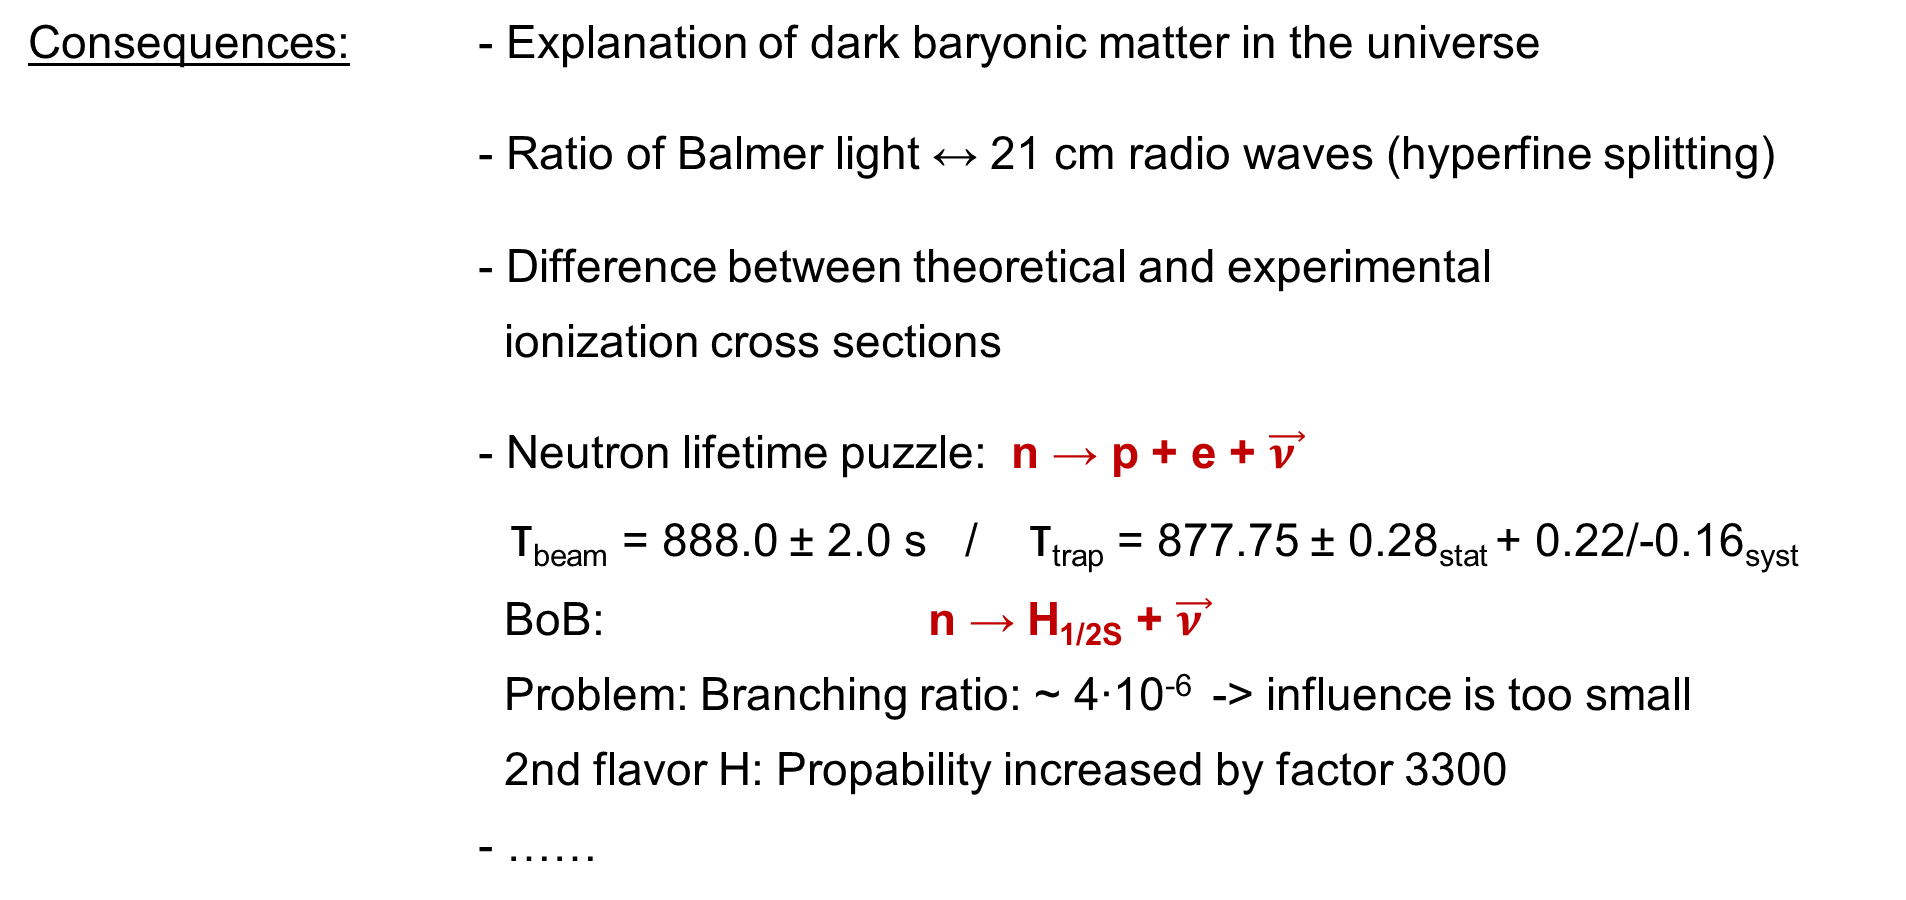 Consequences: - Explanation of dark baryonic matter in the universe
- Ratio of Balmer light ↔ 21 cm radio waves (hyperfine splitting)
- Difference between theoretical and experimental
ionization cross sections
- Neutron lifetime puzzle: n → p + e + ν⃗
τbeam = 888.0 ± 2.0 s / τtrap = 877.75 ± 0.28stat + 0.22/-0.16syst
BoB: n → H1/2S + ν⃗
Problem: Branching ratio: ~ 4·10⁻⁶ -> influence is too small
2nd flavor H: Propability increased by factor 3300
- ……